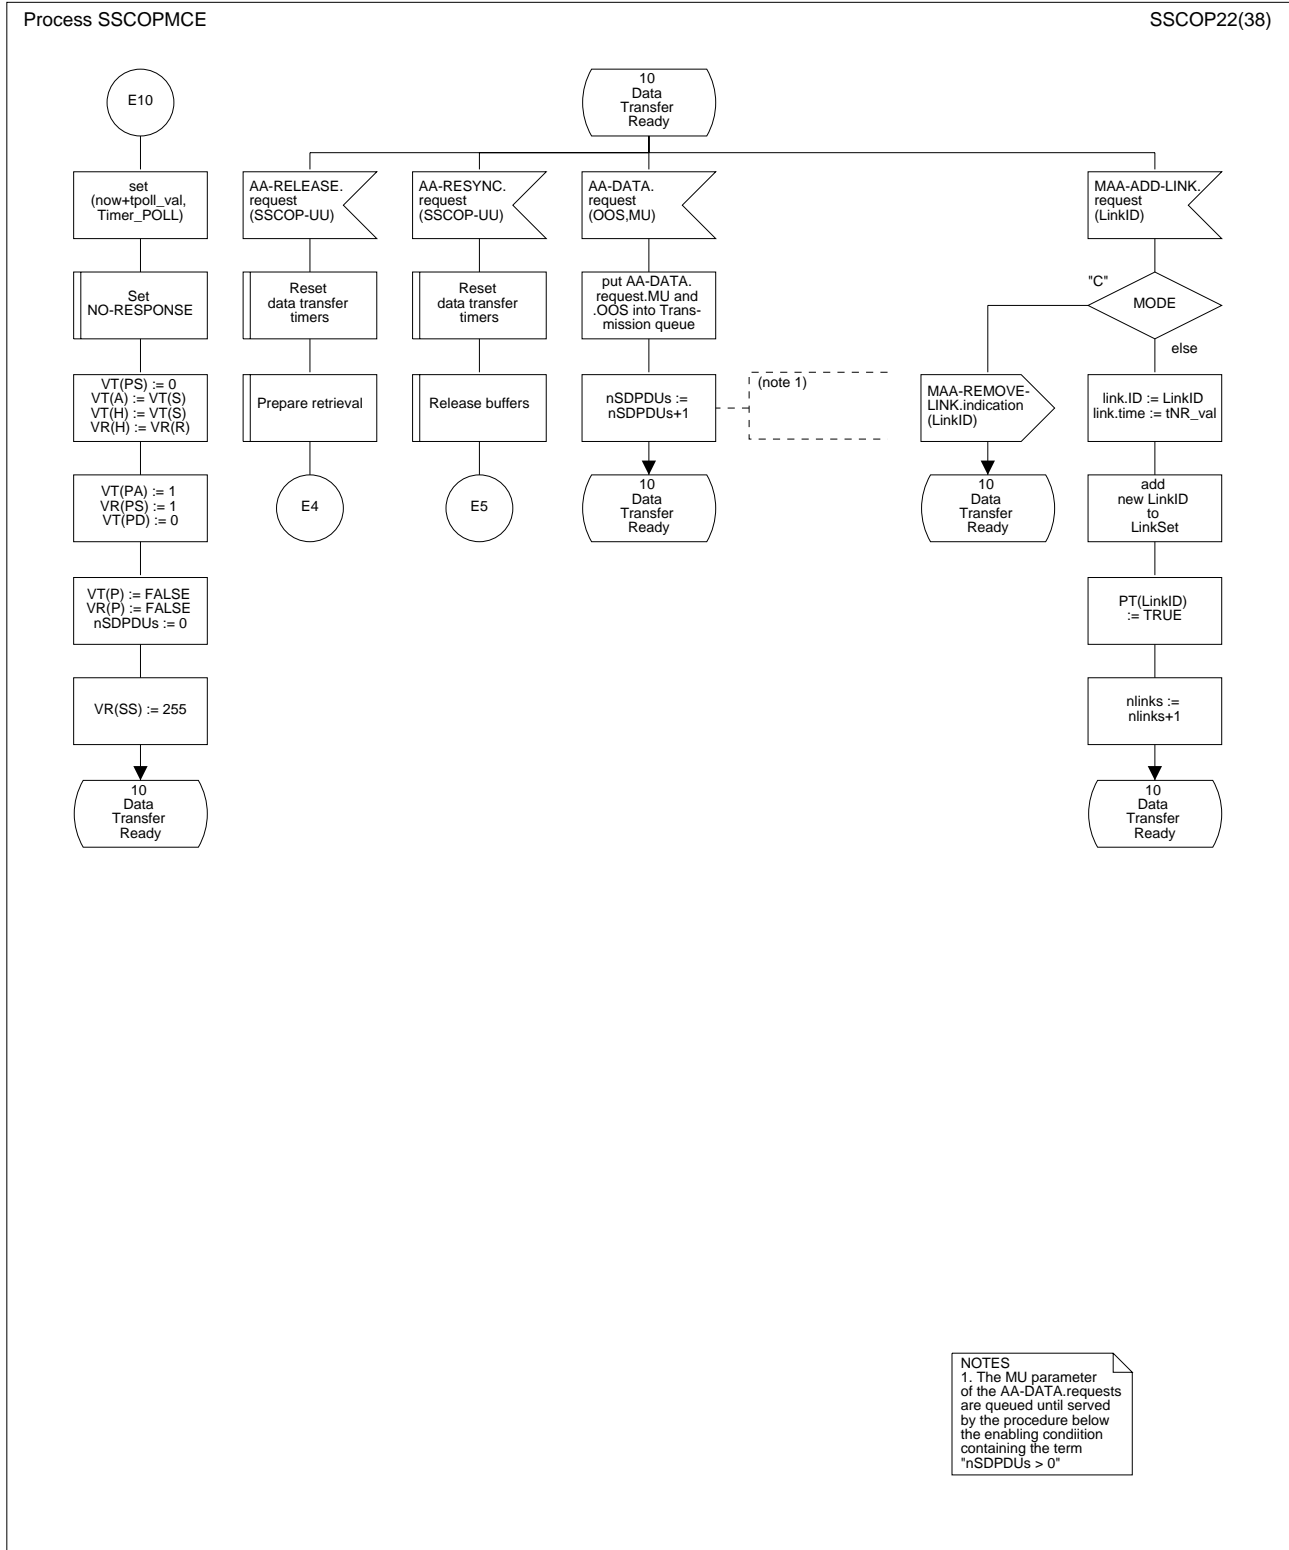 Process SSCOPMCE
SSCOP22(38)
E10
set
(now+tpoll_val,
Timer_POLL)
Set
NO-RESPONSE
VT(PS) := 0
VT(A) := VT(S)
VT(H) := VT(S)
VR(H) := VR(R)
VT(PA) := 1
VR(PS) := 1
VT(PD) := 0
VT(P) := FALSE
VR(P) := FALSE
nSDPDUs := 0
VR(SS) := 255
10
Data
Transfer
Ready
10
Data
Transfer
Ready
AA-RELEASE.
request
(SSCOP-UU)
Reset
data transfer
timers
Prepare retrieval
E4
AA-RESYNC.
request
(SSCOP-UU)
Reset
data transfer
timers
Release buffers
E5
AA-DATA.
request
(OOS,MU)
put AA-DATA.
request.MU and
.OOS into Trans-
mission queue
nSDPDUs :=
nSDPDUs+1
(note 1)
10
Data
Transfer
Ready
MAA-ADD-LINK.
request
(LinkID)
MODE
"C"
else
MAA-REMOVE-
LINK.indication
(LinkID)
10
Data
Transfer
Ready
link.ID := LinkID
link.time := tNR_val
add
new LinkID
to
LinkSet
PT(LinkID)
:= TRUE
nlinks :=
nlinks+1
10
Data
Transfer
Ready
NOTES
1. The MU parameter
of the AA-DATA.requests
are queued until served
by the procedure below
the enabling condiition
containing the term
"nSDPDUs > 0"